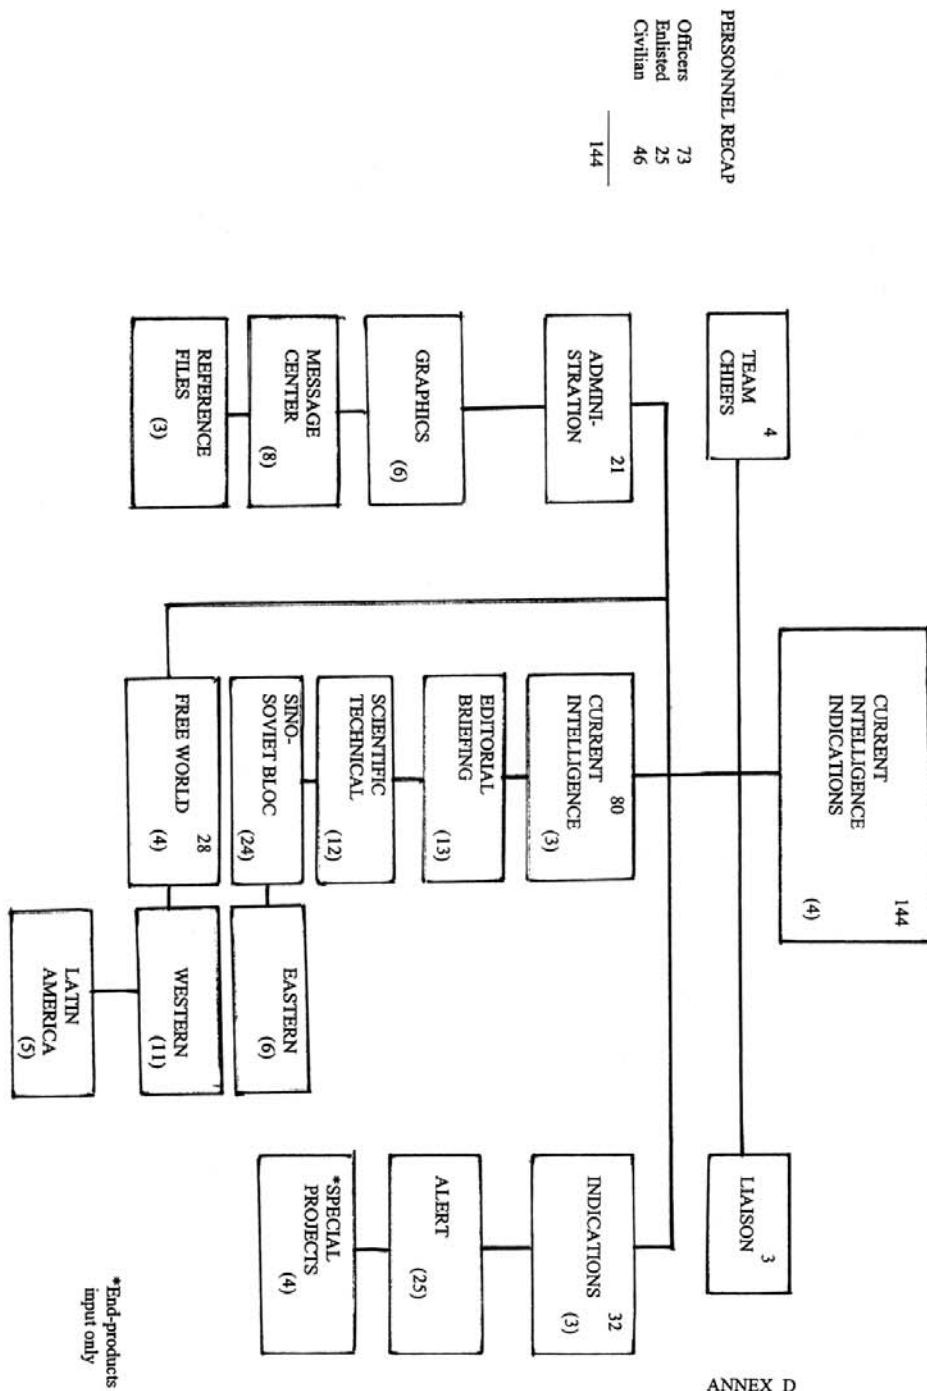 ANNEX D
CURRENT
INTELLIGENCE
INDICATIONS
144
(4)
TEAM
CHIEFS
4
LIAISON
3
PERSONNEL RECAP
Officers 73
Enlisted 25
Civilian 46
144
ADMINI-
STRATION
21
GRAPHICS
(6)
MESSAGE
CENTER
(8)
REFERENCE
FILES
(3)
80
CURRENT
INTELLIGENCE
(3)
EDITORIAL
BRIEFING
(13)
SCIENTIFIC
TECHNICAL
(12)
SINO-
SOVIET BLOC
(24)
EASTERN
(6)
28
FREE WORLD
(4)
WESTERN
(11)
LATIN
AMERICA
(5)
32
INDICATIONS
(3)
ALERT
(25)
*SPECIAL
PROJECTS
(4)
*End-products
input only